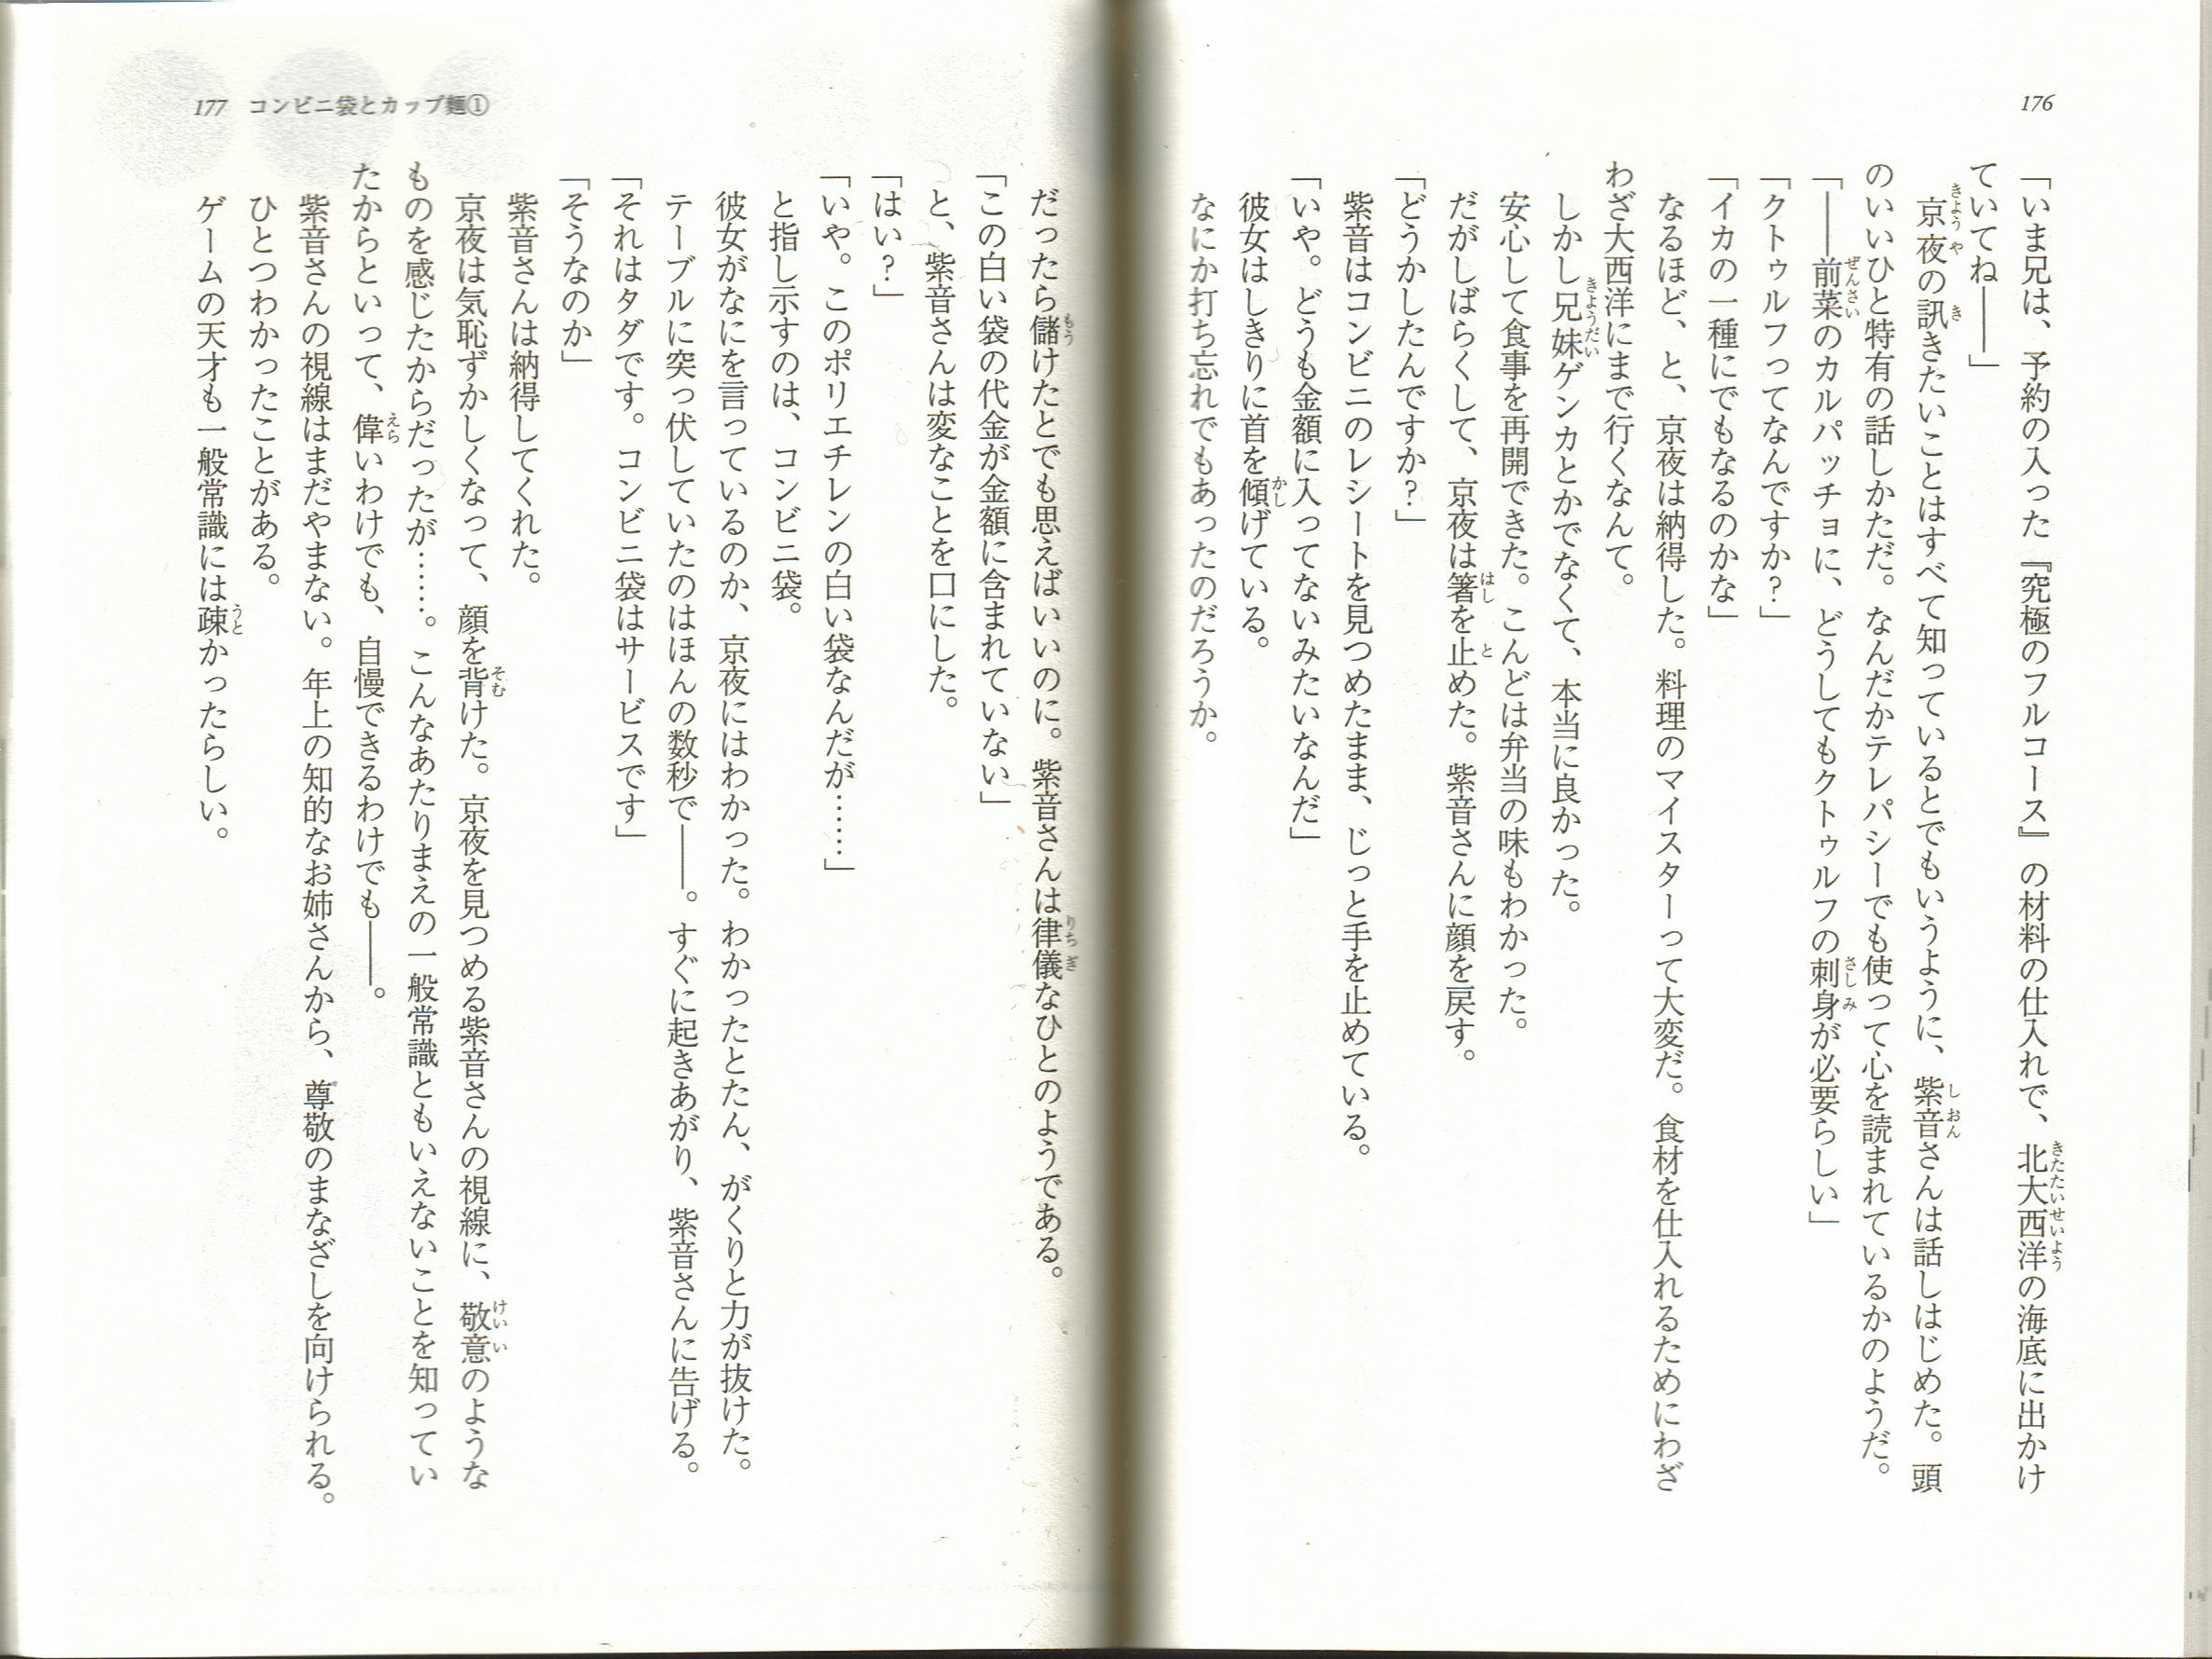 176
「いま兄は、予約の入った『究極のフルコース』の材料の仕入れで、北大西洋の海底に出かけ
ていてね――」
京夜の訊きたいことはすべて知っているとでもいうように、紫音さんは話しはじめた。頭
のいいひと特有の話しかただ。なんだかテレパシーでも使って心を読まれているかのようだ。
「――前菜のカルパッチョに、どうしてもクトゥルフの刺身が必要らしい」
「クトゥルフってなんですか?」
「イカの一種にでもなるのかな」
なるほど、と、京夜は納得した。料理のマイスターって大変だ。食材を仕入れるためにわざ
わざ大西洋にまで行くなんて。
しかし兄妹ゲンカとかでなくて、本当に良かった。
安心して食事を再開できた。こんどは弁当の味もわかった。
だがしばらくして、京夜は箸を止めた。紫音さんに顔を戻す。
「どうかしたんですか?」
紫音はコンビニのレシートを見つめたまま、じっと手を止めている。
「いや。どうも金額に入ってないみたいなんだ」
彼女はしきりに首を傾げている。
なにか打ち忘れでもあったのだろうか。
177 コンビニ袋とカップ麺①
だったら儲けたとでも思えばいいのに。紫音さんは律儀なひとのようである。
「この白い袋の代金が金額に含まれていない」
と、紫音さんは変なことを口にした。
「はい?」
「いや。このポリエチレンの白い袋なんだが……」
と指し示すのは、コンビニ袋。
彼女がなにを言っているのか、京夜にはわかった。わかったとたん、がくりと力が抜けた。
テーブルに突っ伏していたのはほんの数秒で――。すぐに起きあがり、紫音さんに告げる。
「それはタダです。コンビニ袋はサービスです」
「そうなのか」
紫音さんは納得してくれた。
京夜は気恥ずかしくなって、顔を背けた。京夜を見つめる紫音さんの視線に、敬意のような
ものを感じたからだったが……。こんなあたりまえの一般常識ともいえないことを知ってい
たからといって、偉いわけでも、自慢できるわけでも――。
紫音さんの視線はまだやまない。年上の知的なお姉さんから、尊敬のまなざしを向けられる。
ひとつわかったことがある。
ゲームの天才も一般常識には疎かったらしい。